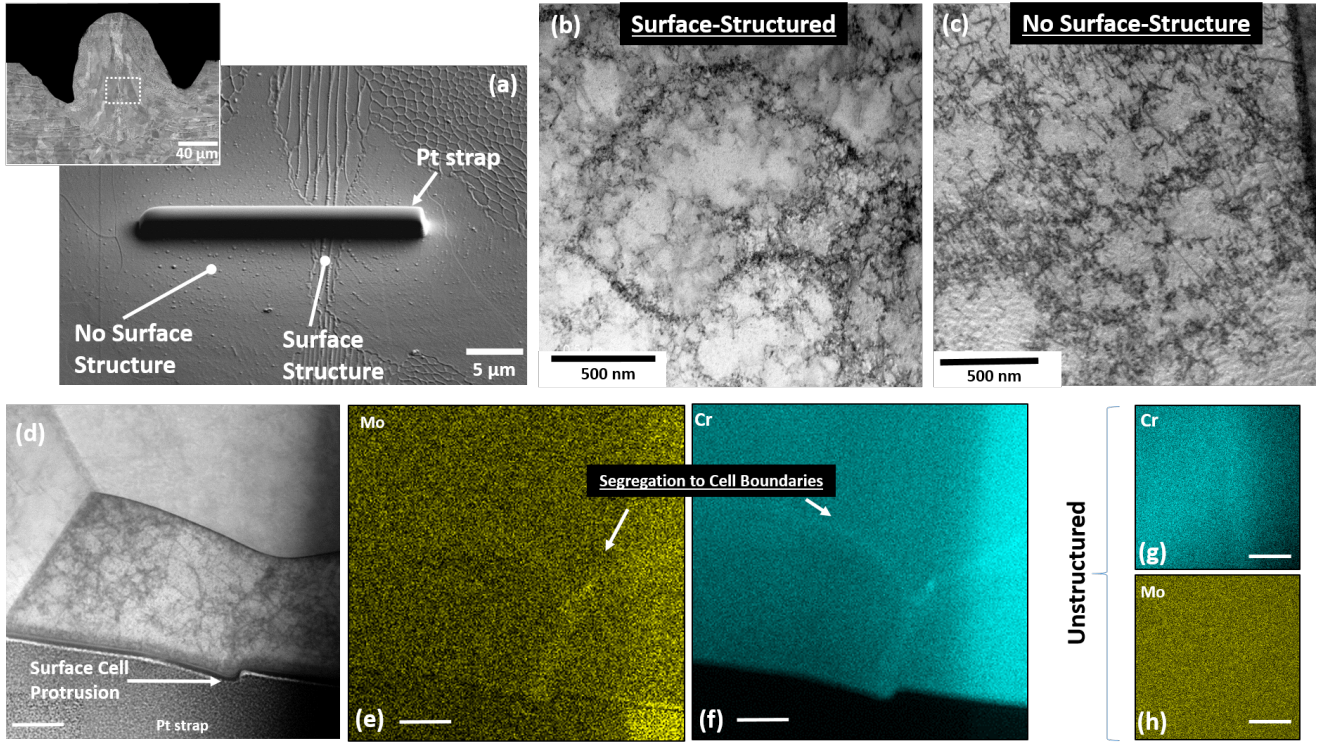 40 µm
(a)
Pt strap
No Surface
Structure
Surface
Structure
5 µm
(b)
Surface-Structured
500 nm
(c)
No Surface-Structure
500 nm
(d)
Surface Cell
Protrusion
Pt strap
Mo
(e)
Cr
(f)
Segregation to Cell Boundaries
Unstructured
Cr
(g)
Mo
(h)